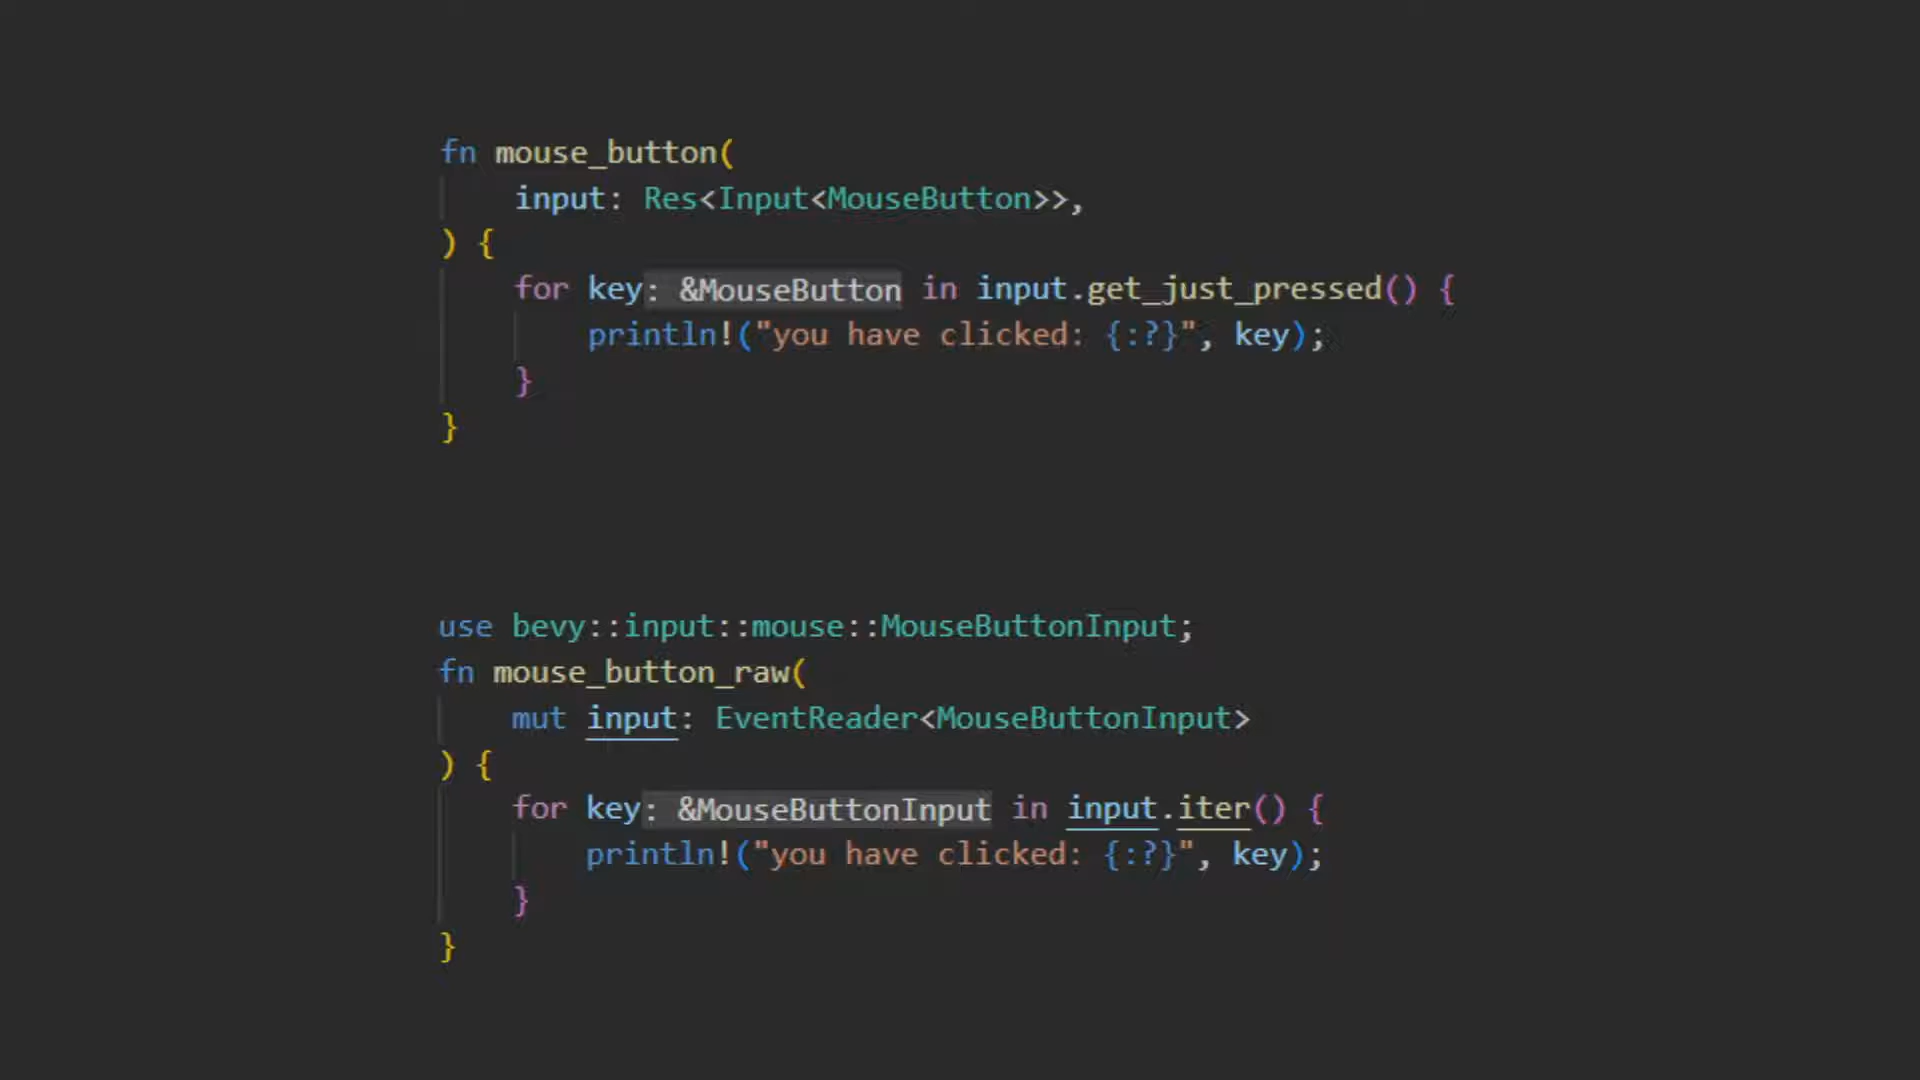 fn mouse_button(
input: Res<Input<MouseButton>>,
) {
for key: &MouseButton in input.get_just_pressed() {
println!("you have clicked: {:?}", key);
}
}
use bevy::input::mouse::MouseButtonInput;
fn mouse_button_raw(
mut input: EventReader<MouseButtonInput>
) {
for key: &MouseButtonInput in input.iter() {
println!("you have clicked: {:?}", key);
}
}